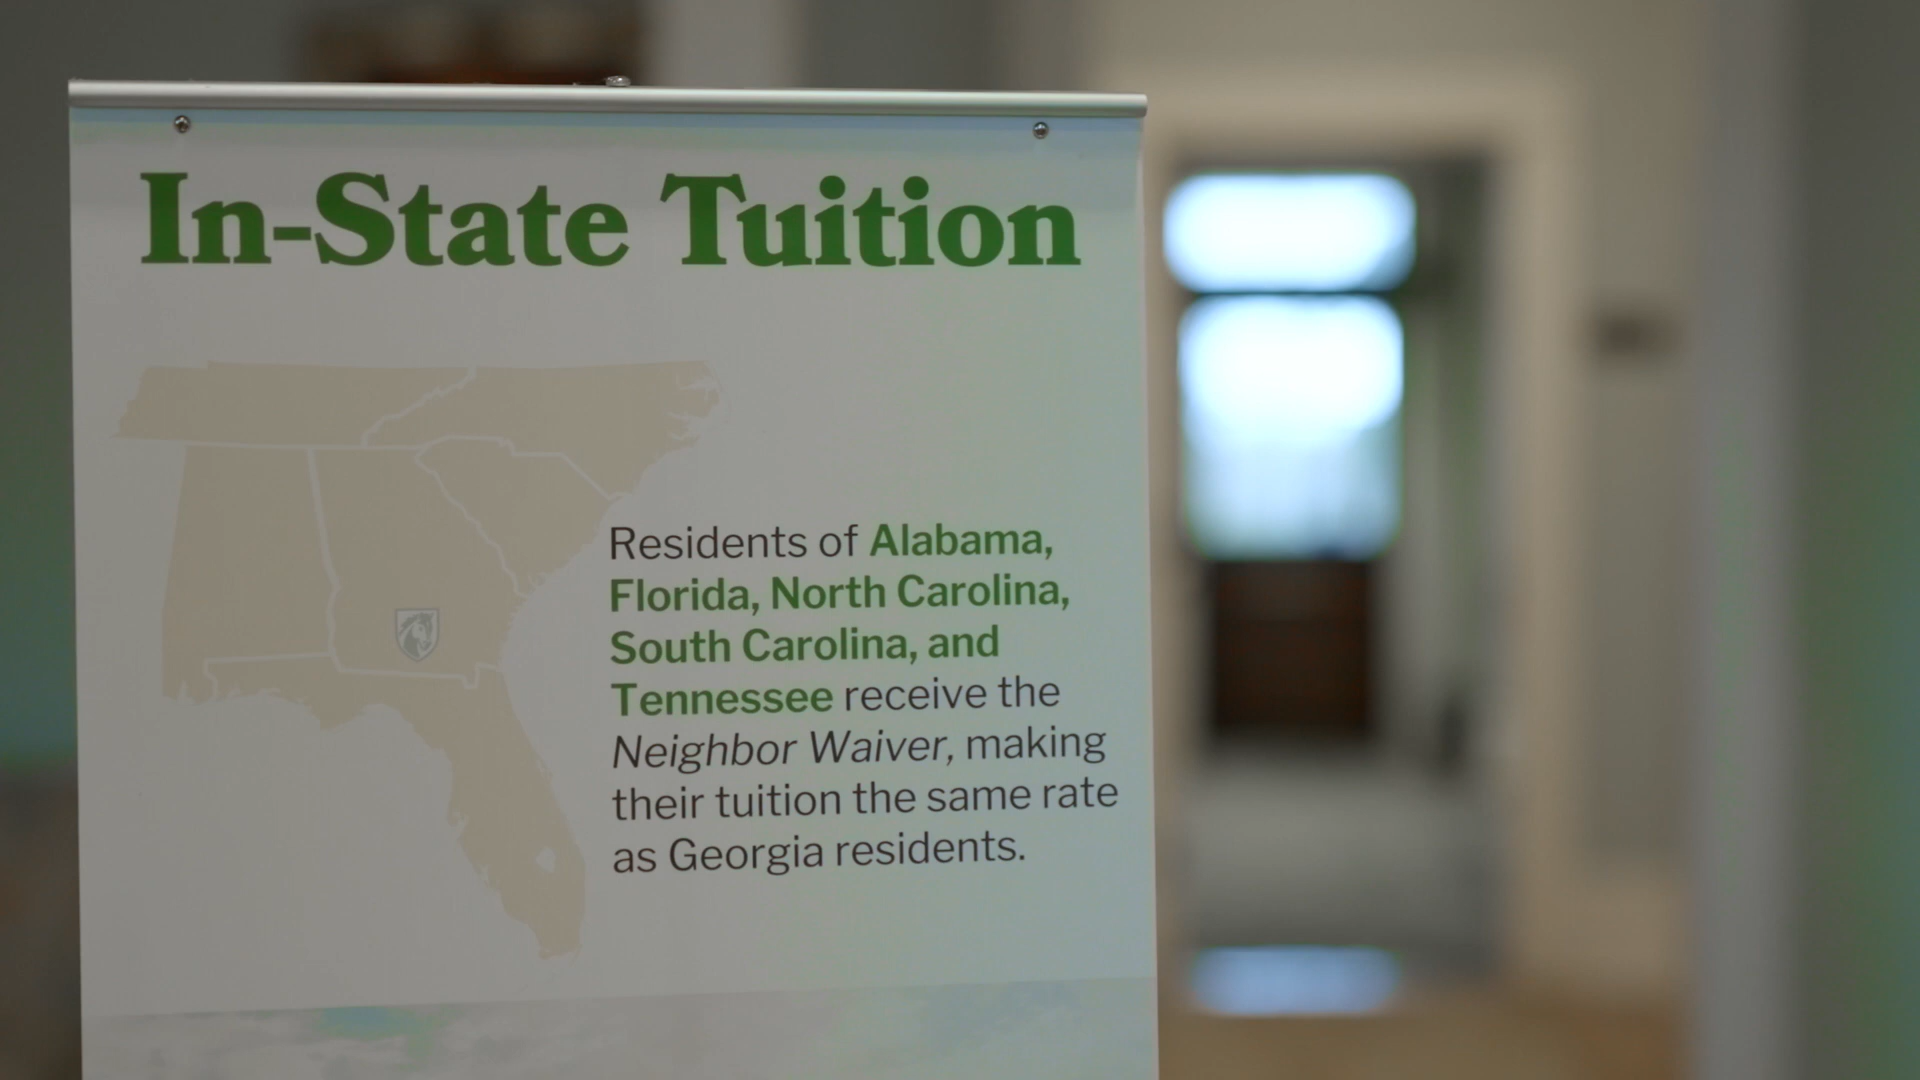 In-State Tuition
Residents of Alabama,
Florida, North Carolina,
South Carolina, and
Tennessee receive the
Neighbor Waiver, making
their tuition the same rate
as Georgia residents.